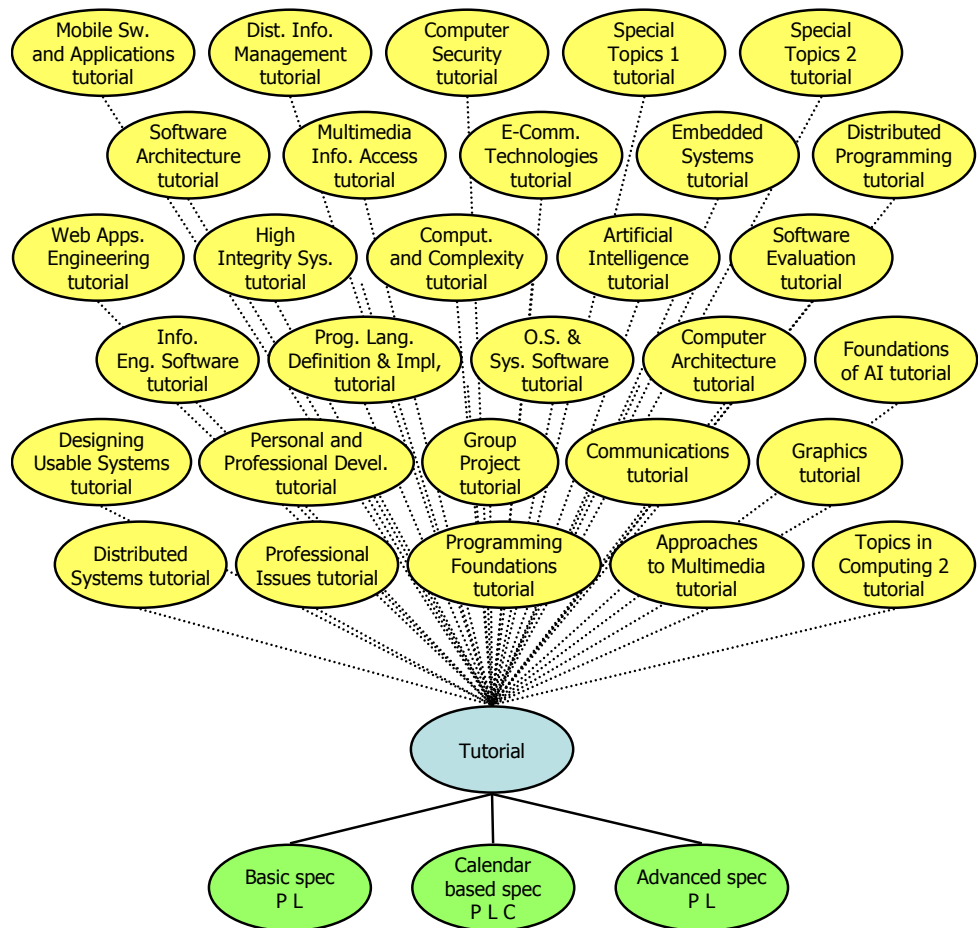 Mobile Sw.
and Applications
tutorial
Dist. Info.
Management
tutorial
Computer
Security
tutorial
Special
Topics 1
tutorial
Special
Topics 2
tutorial
Software
Architecture
tutorial
Multimedia
Info. Access
tutorial
E-Comm.
Technologies
tutorial
Embedded
Systems
tutorial
Distributed
Programming
tutorial
Web Apps.
Engineering
tutorial
High
Integrity Sys.
tutorial
Comput.
and Complexity
tutorial
Artificial
Intelligence
tutorial
Software
Evaluation
tutorial
Info.
Eng. Software
tutorial
Prog. Lang.
Definition & Impl,
tutorial
O.S. &
Sys. Software
tutorial
Computer
Architecture
tutorial
Foundations
of AI tutorial
Designing
Usable Systems
tutorial
Personal and
Professional Devel.
tutorial
Group
Project
tutorial
Communications
tutorial
Graphics
tutorial
Distributed
Systems tutorial
Professional
Issues tutorial
Programming
Foundations
tutorial
Approaches
to Multimedia
tutorial
Topics in
Computing 2
tutorial
Tutorial
Basic spec
P L
Calendar
based spec
P L C
Advanced spec
P L